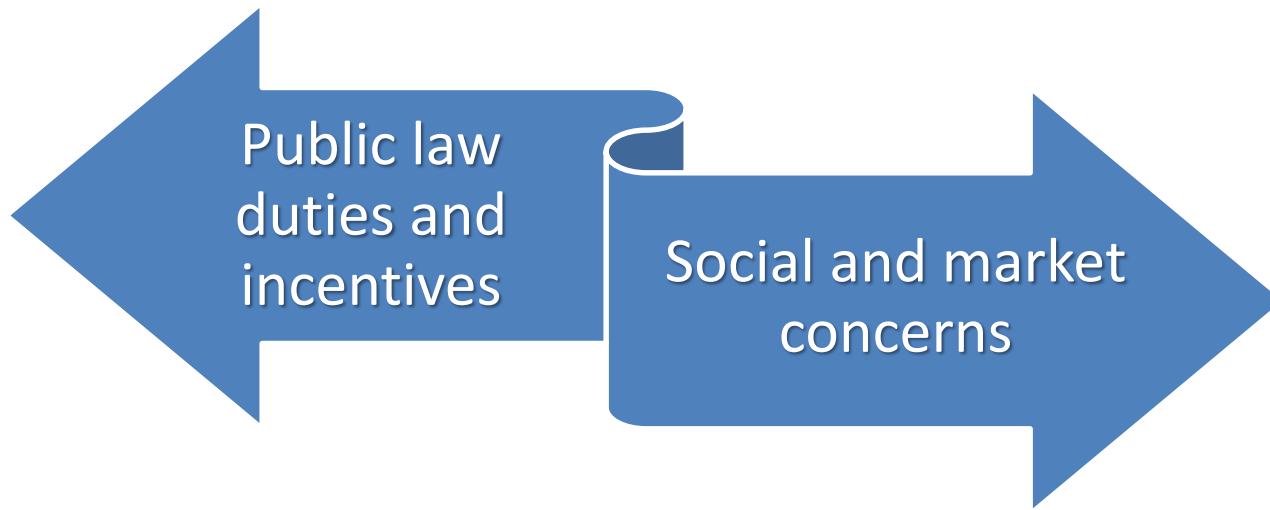 Public law
duties and
incentives
Social and market
concerns